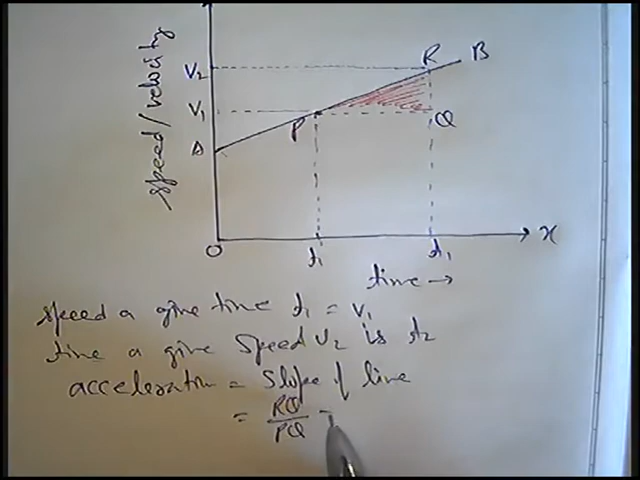 speed/velocity
V₂
R
B
V₁
P
Q
A
O
t₁
t₁
x
time →
speed a give time t₁ = V₁
time a give speed V₂ is t₂
acceleration = slope of line
= RQ/PQ =